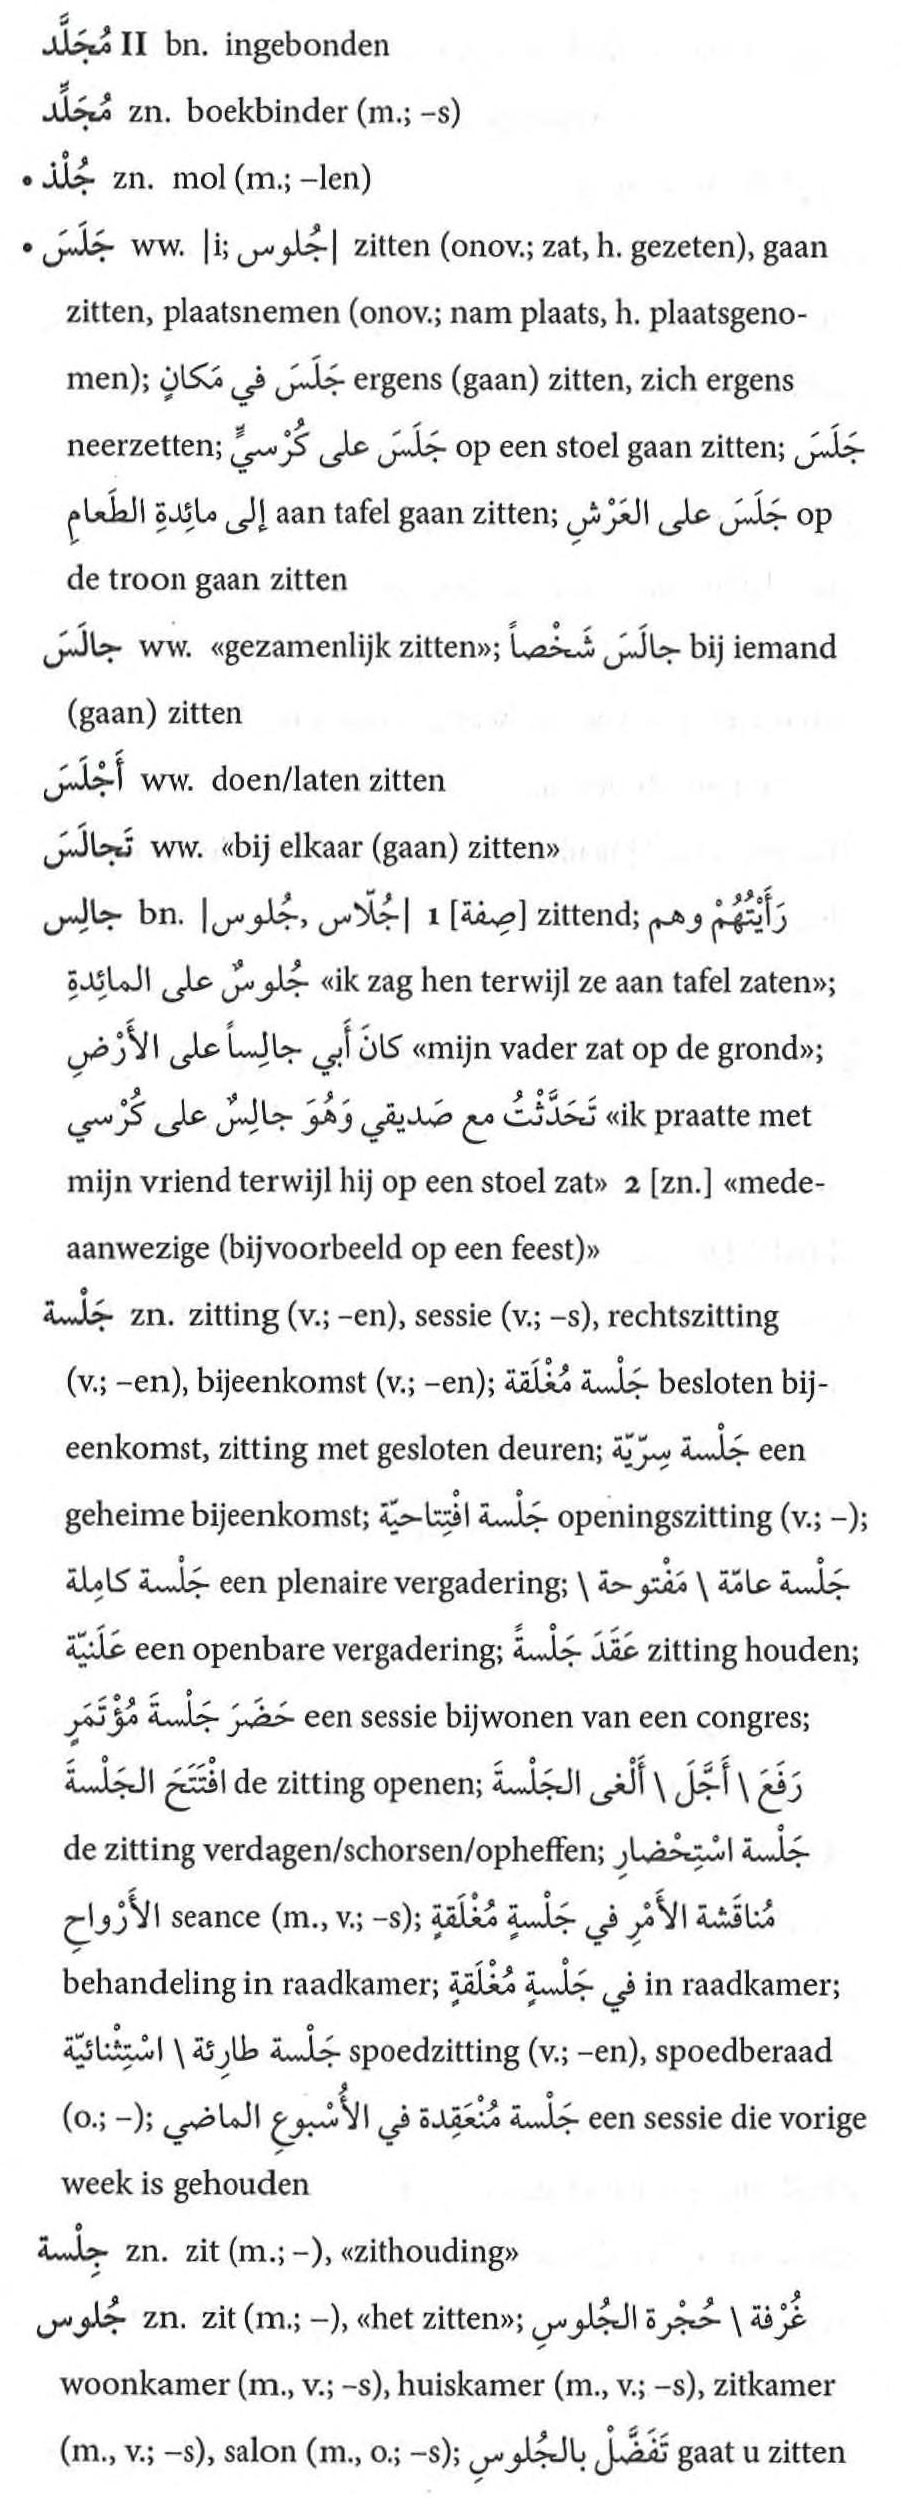 مُجَلَّد II bn. ingebonden
مُجَلِّد zn. boekbinder (m.; –s)
• جُلْذ zn. mol (m.; –len)
• جَلَسَ ww. |i; جُلوس| zitten (onov.; zat, h. gezeten), gaan
zitten, plaatsnemen (onov.; nam plaats, h. plaatsgeno-
men); جَلَسَ في مَكانٍ ergens (gaan) zitten, zich ergens
neerzetten; جَلَسَ على كُرْسيٍّ op een stoel gaan zitten; جَلَسَ
إلى مائِدةِ الطَعامِ aan tafel gaan zitten; جَلَسَ على العَرْشِ op
de troon gaan zitten
جالَسَ ww. «gezamenlijk zitten»; جالَسَ شَخْصاً bij iemand
(gaan) zitten
أَجْلَسَ ww. doen/laten zitten
تَجالَسَ ww. «bij elkaar (gaan) zitten»
جالِس bn. |جُلّاس, جُلوس| 1 [صِفة] zittend; رَأَيْتُهُمْ وهم
جُلوسٌ على المائِدةِ «ik zag hen terwijl ze aan tafel zaten»;
كانَ أَبي جالِساً على الأَرْضِ «mijn vader zat op de grond»;
تَحَدَّثْتُ مع صَديقي وَهُوَ جالِسٌ على كُرْسي «ik praatte met
mijn vriend terwijl hij op een stoel zat» 2 [zn.] «mede-
aanwezige (bijvoorbeeld op een feest)»
جَلْسة zn. zitting (v.; –en), sessie (v.; –s), rechtszitting
(v.; –en), bijeenkomst (v.; –en); جَلْسة مُغْلَقة besloten bij-
eenkomst, zitting met gesloten deuren; جَلْسة سِرّيّة een
geheime bijeenkomst; جَلْسة افْتِتاحيّة openingszitting (v.; –);
جَلْسة كامِلة een plenaire vergadering; جَلْسة عامّة \ مَفْتوحة \
عَلَنيّة een openbare vergadering; عَقَدَ جَلْسةً zitting houden;
حَضَرَ جَلْسةَ مُؤْتَمَرٍ een sessie bijwonen van een congres;
افْتَتَحَ الجَلْسةَ de zitting openen; رَفَعَ \ أَجَّلَ \ أَلْغى الجَلْسةَ
de zitting verdagen/schorsen/opheffen; جَلْسة اسْتِحْضارِ
الأَرْواحِ seance (m., v.; –s); مُناقَشة الأَمْرِ في جَلْسةٍ مُغْلَقةٍ
behandeling in raadkamer; في جَلْسةٍ مُغْلَقةٍ in raadkamer;
جَلْسة طارِئة \ اسْتِثْنائيّة spoedzitting (v.; –en), spoedberaad
(o.; –); جَلْسة مُنْعَقِدة في الأُسْبوعِ الماضي een sessie die vorige
week is gehouden
جِلْسة zn. zit (m.; –), «zithouding»
جُلوس zn. zit (m.; –), «het zitten»; غُرْفة \ حُجْرة الجُلوسِ
woonkamer (m., v.; –s), huiskamer (m., v.; –s), zitkamer
(m., v.; –s), salon (m., o.; –s); تَفَضَّلْ بالجُلوسِ gaat u zitten